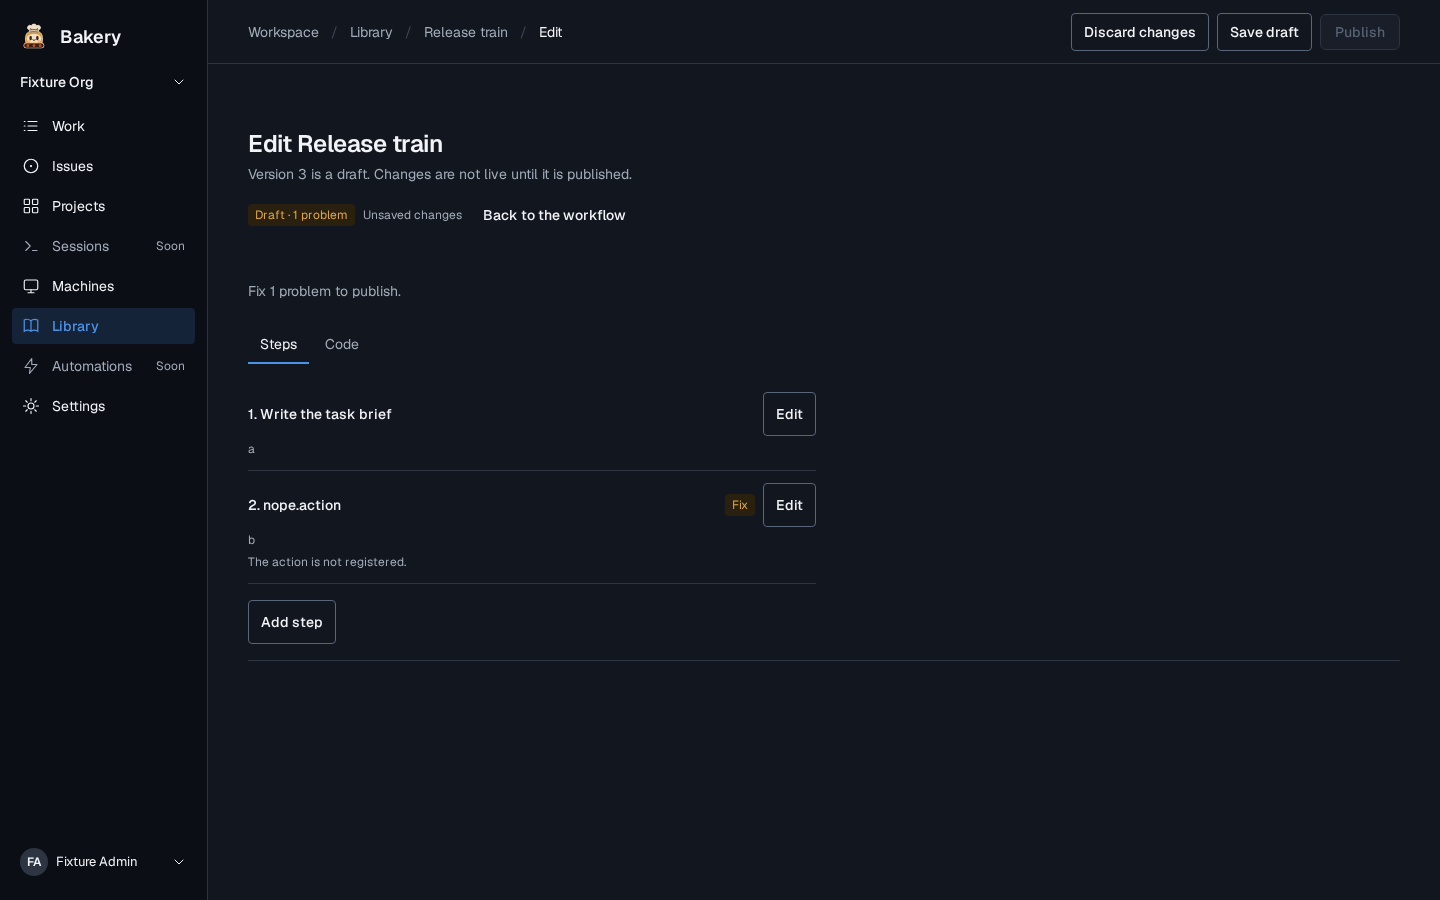 Bakery
Fixture Org
Work
Issues
Projects
Sessions Soon
Machines
Library
Automations Soon
Settings
FA Fixture Admin
Workspace / Library / Release train / Edit
Discard changes Save draft Publish
Edit Release train
Version 3 is a draft. Changes are not live until it is published.
Draft · 1 problem Unsaved changes Back to the workflow
Fix 1 problem to publish.
Steps Code
1. Write the task brief Edit
a
2. nope.action Fix Edit
b
The action is not registered.
Add step